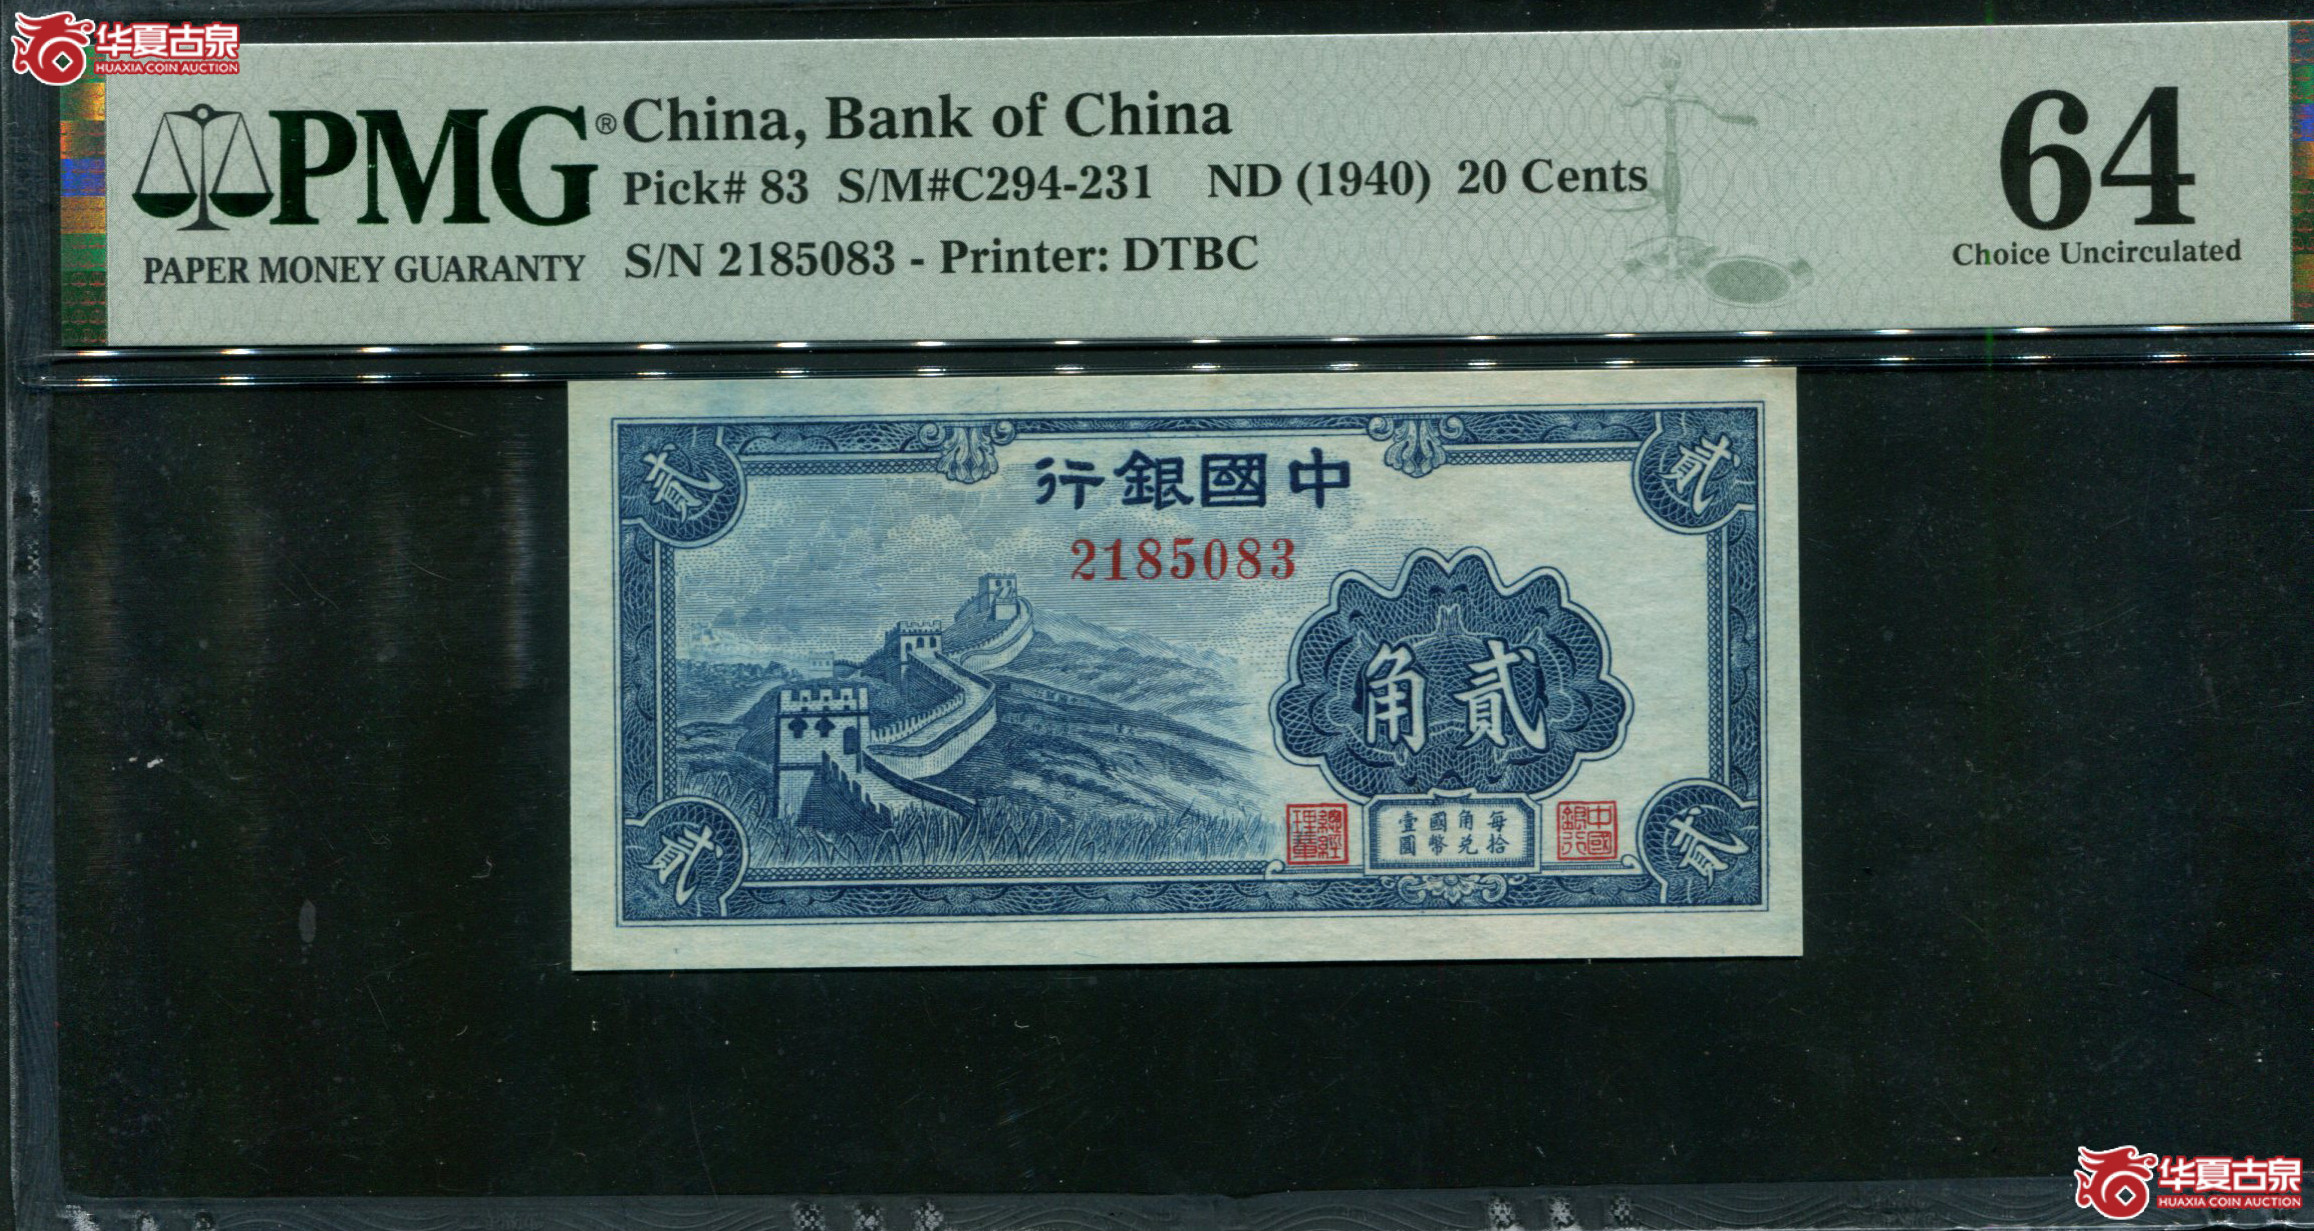 华夏古泉
HUAXIA COIN AUCTION
PMG®
PAPER MONEY GUARANTY
China, Bank of China
Pick# 83 S/M#C294-231 ND (1940) 20 Cents
S/N 2185083 - Printer: DTBC
64
Choice Uncirculated
貳
貳
行銀國中
2185083
角貳
總經
理章
每拾
角兑
國幣
壹圓
中國
銀行
貳
貳
华夏古泉
HUAXIA COIN AUCTION